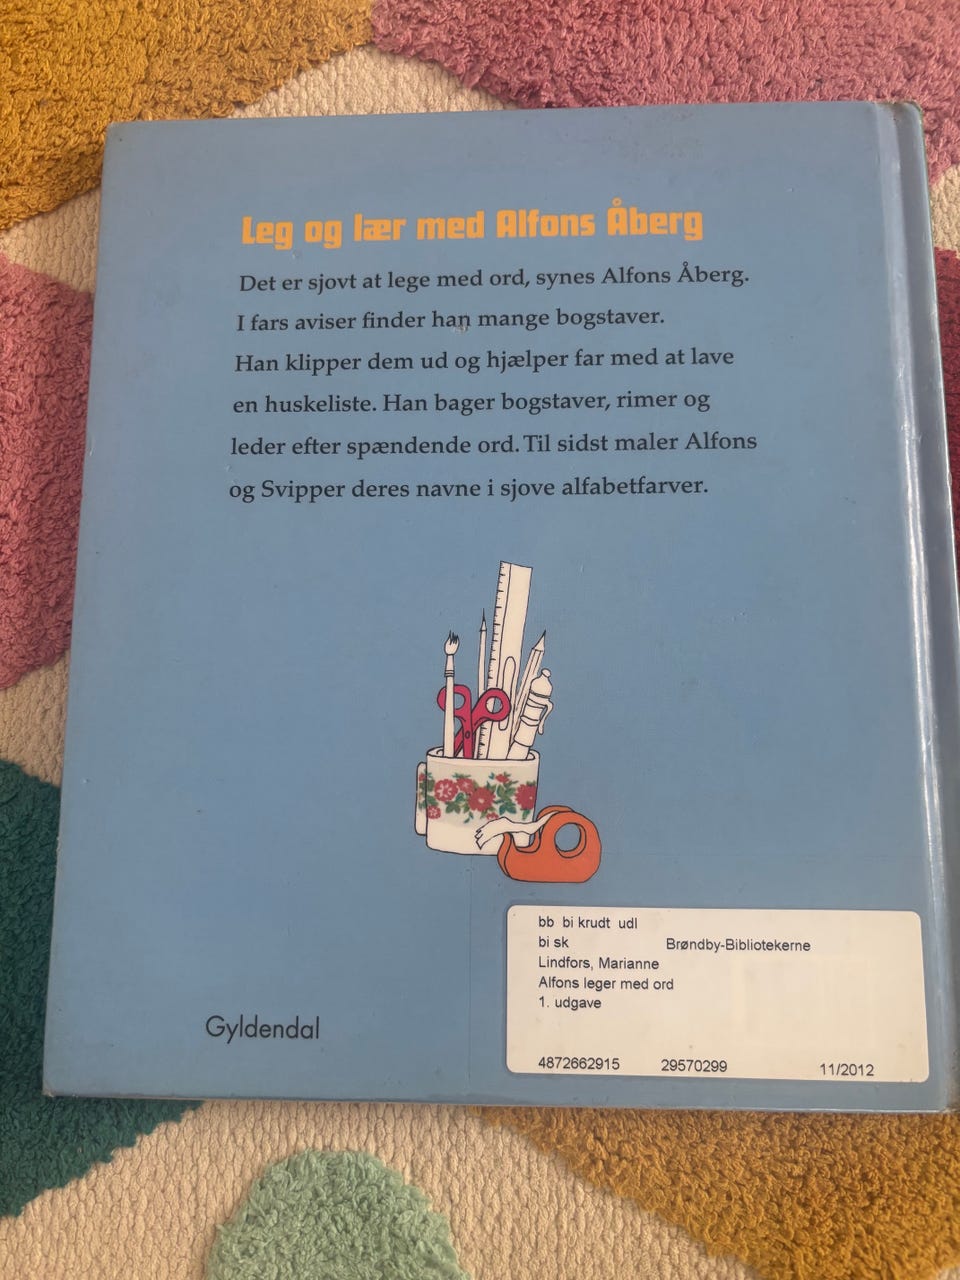 Leg og lær med Alfons Åberg
Det er sjovt at lege med ord, synes Alfons Åberg.
I fars aviser finder han mange bogstaver.
Han klipper dem ud og hjælper far med at lave
en huskeliste. Han bager bogstaver, rimer og
leder efter spændende ord. Til sidst maler Alfons
og Svipper deres navne i sjove alfabetfarver.
bb bi krudt udl
bi sk Brøndby-Bibliotekerne
Lindfors, Marianne
Alfons leger med ord
1. udgave
Gyldendal
4872662915 29570299 11/2012